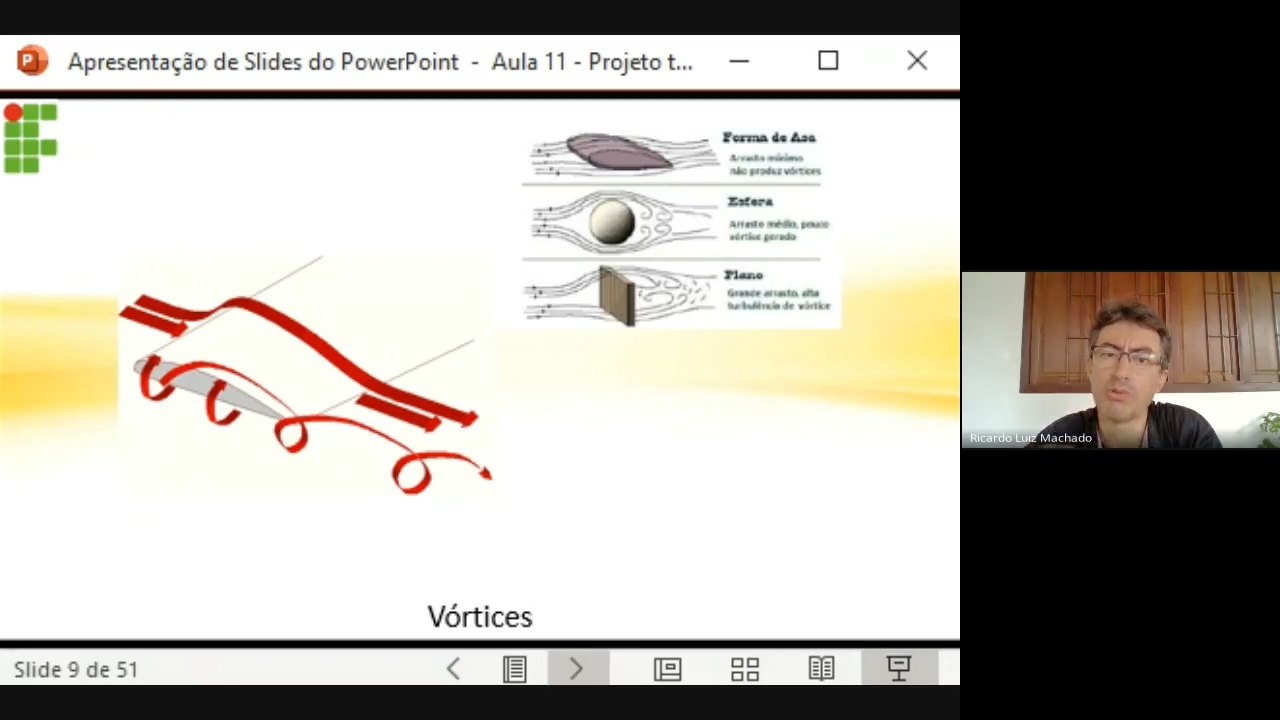 Apresentação de Slides do PowerPoint - Aula 11 - Projeto t...
Forma de Asa
Arrasto mínimo
não produz vórtices
Esfera
Arrasto médio, pouco
vórtice gerado
Plano
Grande arrasto, alta
turbulência de vórtice
Ricardo Luiz Machado
Vórtices
Slide 9 de 51